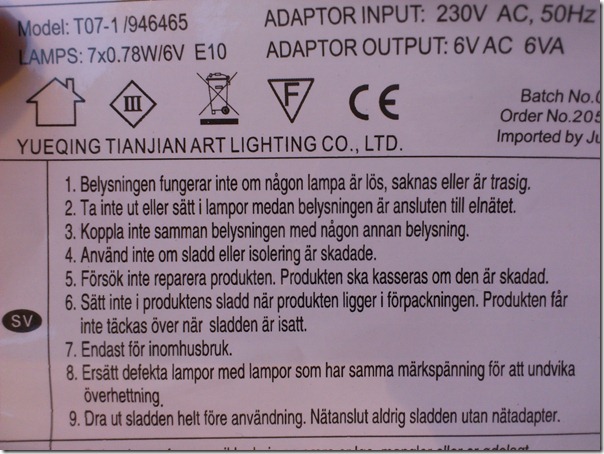 Model: T07-1 /946465 ADAPTOR INPUT: 230V AC, 50Hz
LAMPS: 7x0.78W/6V E10 ADAPTOR OUTPUT: 6V AC 6VA
III F CE
Batch No.
Order No.205
Imported by
YUEQING TIANJIAN ART LIGHTING CO., LTD.
1. Belysningen fungerar inte om någon lampa är lös, saknas eller är trasig.
2. Ta inte ut eller sätt i lampor medan belysningen är ansluten till elnätet.
3. Koppla inte samman belysningen med någon annan belysning.
4. Använd inte om sladd eller isolering är skadade.
5. Försök inte reparera produkten. Produkten ska kasseras om den är skadad.
SV
6. Sätt inte i produktens sladd när produkten ligger i förpackningen. Produkten får
inte täckas över när sladden är isatt.
7. Endast för inomhusbruk.
8. Ersätt defekta lampor med lampor som har samma märkspänning för att undvika
överhettning.
9. Dra ut sladden helt före användning. Nätanslut aldrig sladden utan nätadapter.